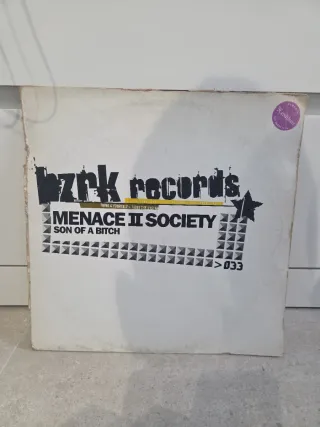 bzrk records
MENACE II SOCIETY
SON OF A BITCH
>033